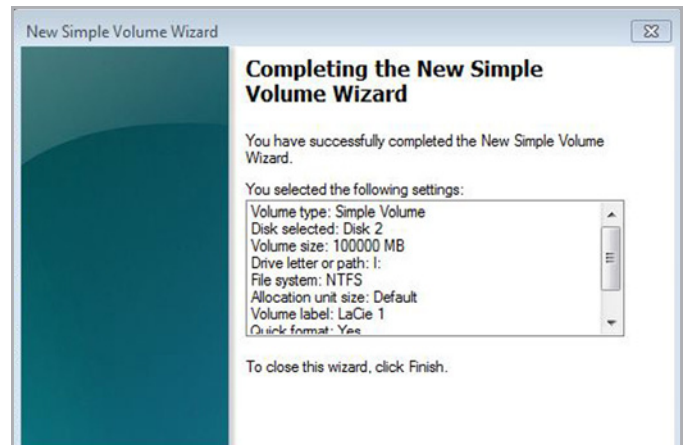 New Simple Volume Wizard
Completing the New Simple
Volume Wizard
You have successfully completed the New Simple Volume
Wizard.
You selected the following settings:
Volume type: Simple Volume
Disk selected: Disk 2
Volume size: 100000 MB
Drive letter or path: I:
File system: NTFS
Allocation unit size: Default
Volume label: LaCie 1
Quick format: Yes
To close this wizard, click Finish.